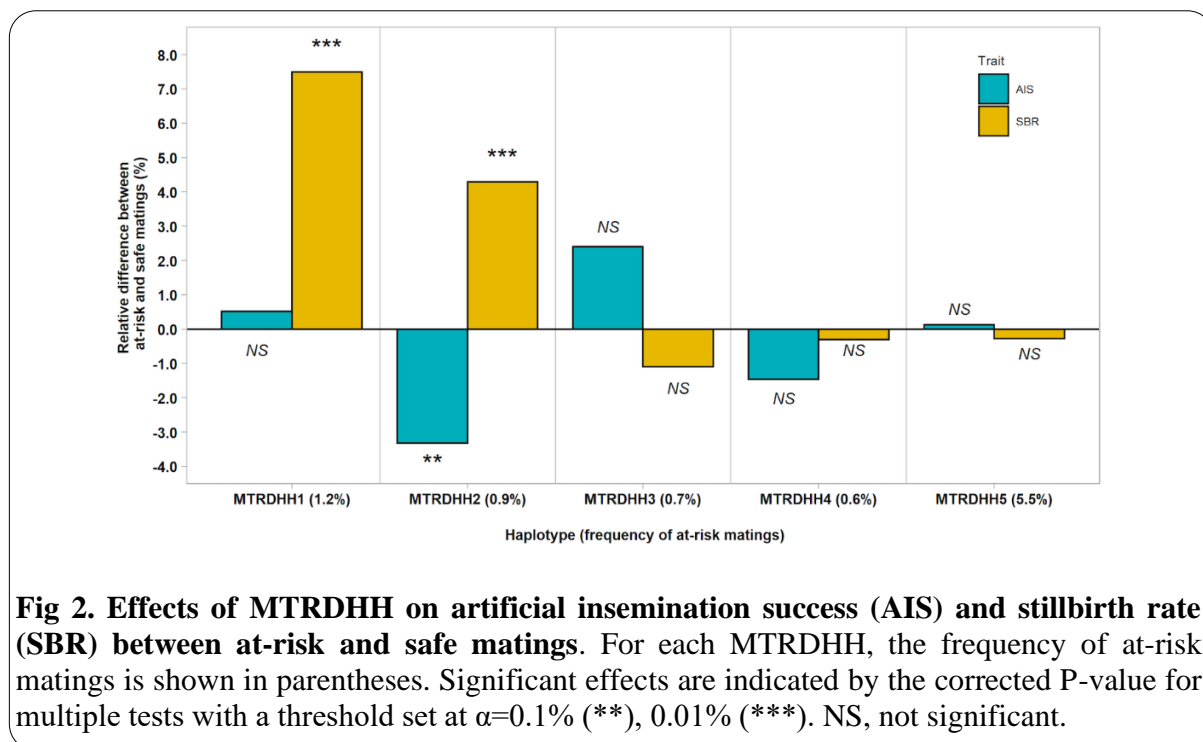 ***
8.0
Trait
7.0
AIS
6.0
SBR
***
5.0
4.0
NS
3.0
2.0
1.0
NS
0.0
NS
NS
NS
-1.0
NS
NS
-2.0
-3.0
**
-4.0
Relative difference between
at-risk and safe matings (%)
MTRDHH1 (1.2%) MTRDHH2 (0.9%) MTRDHH3 (0.7%) MTRDHH4 (0.6%) MTRDHH5 (5.5%)
Haplotype (frequency of at-risk matings)
Fig 2. Effects of MTRDHH on artificial insemination success (AIS) and stillbirth rate
(SBR) between at-risk and safe matings. For each MTRDHH, the frequency of at-risk
matings is shown in parentheses. Significant effects are indicated by the corrected P-value for
multiple tests with a threshold set at α=0.1% (**), 0.01% (***). NS, not significant.